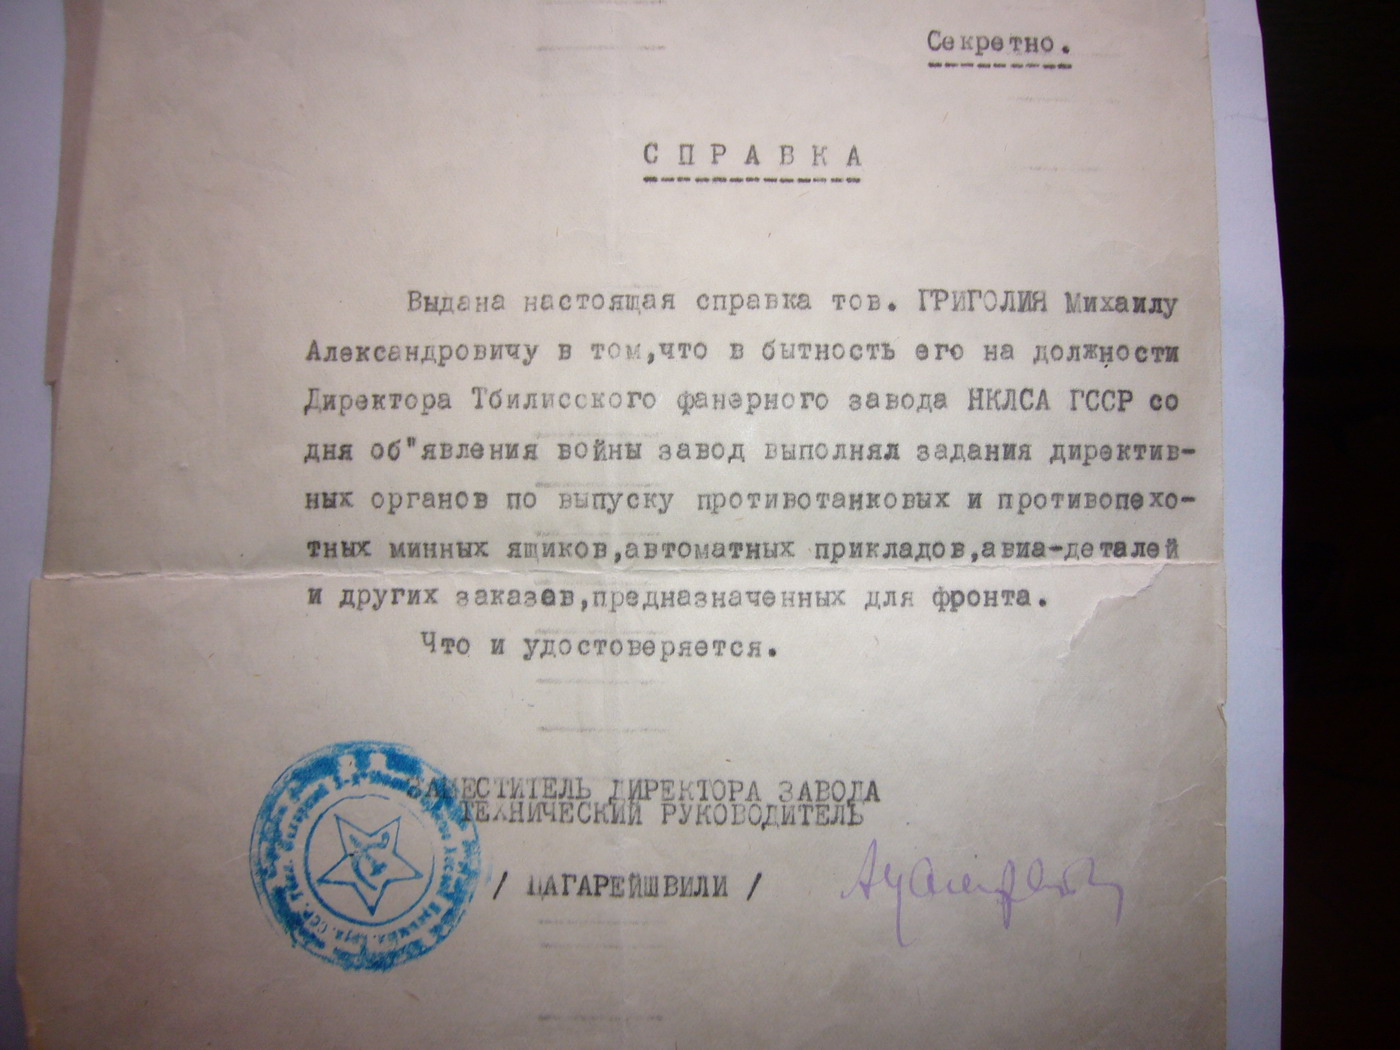 Секретно.
СПРАВКА
Выдана настоящая справка тов. ГРИГОЛИЯ Михаилу
Александровичу в том,что в бытность его на должности
Директора Тбилисского фанерного завода НКЛСА ГССР со
дня об"явления войны завод выполнял задания директив-
ных органов по выпуску противотанковых и противопехо-
тных минных ящиков,автоматных прикладов,авиа-деталей
и других заказав,предназначенных для фронта.
Что и удостоверяется.
ЗАМЕСТИТЕЛЬ ДИРЕКТОРА ЗАВОДА
ТЕХНИЧЕСКИЙ РУКОВОДИТЕЛЬ
/ ЦАГАРЕЙШВИЛИ /